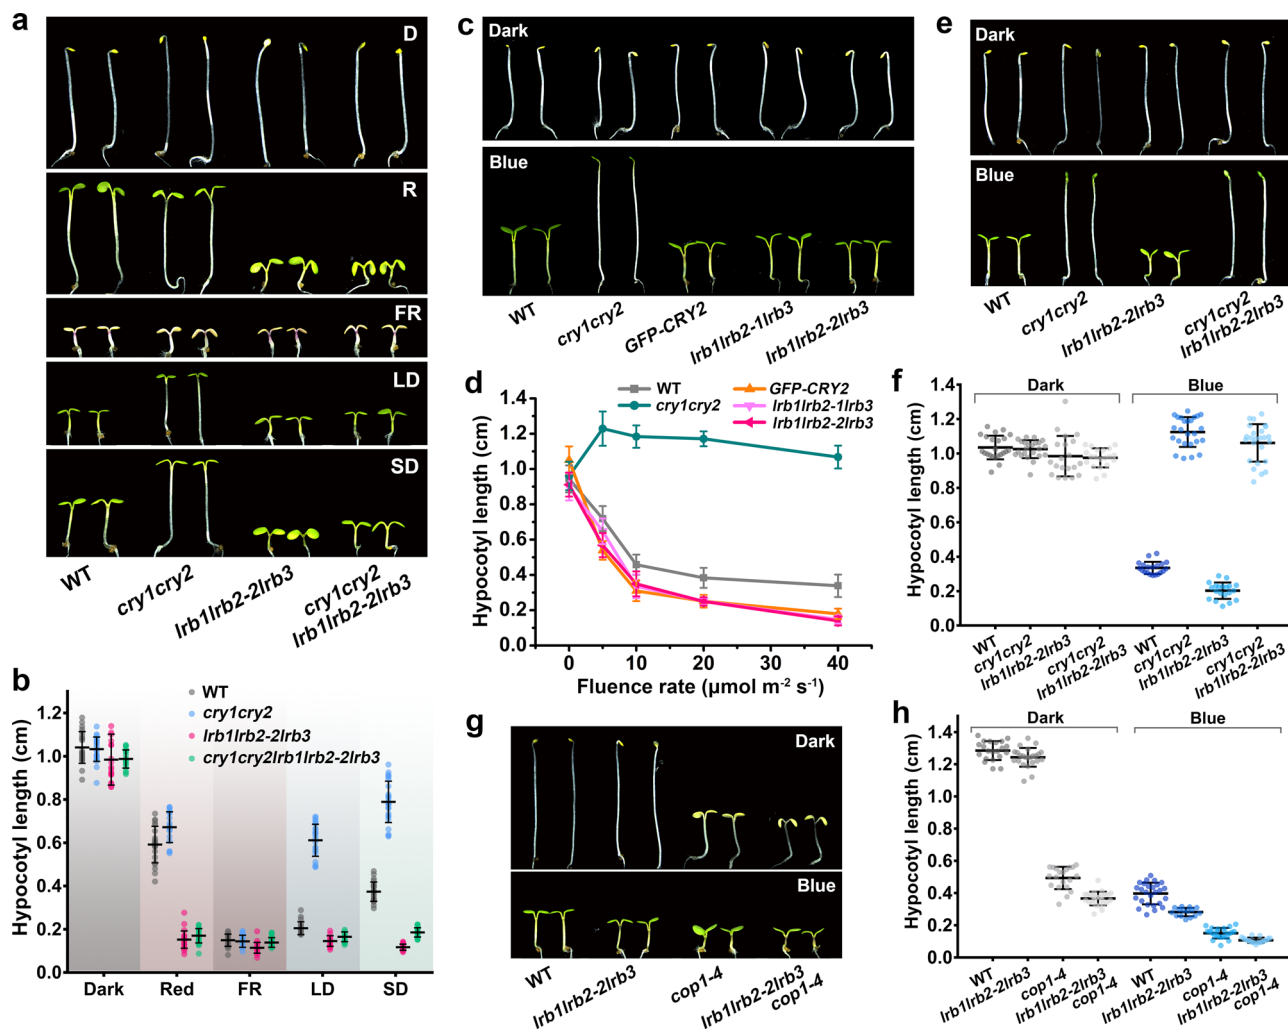 a
D
R
FR
LD
SD
WT
cry1cry2
lrb1lrb2-2lrb3
cry1cry2
lrb1lrb2-2lrb3
b
Hypocotyl length (cm)
1.2
1.0
0.8
0.6
0.4
0.2
0.0
WT
cry1cry2
lrb1lrb2-2lrb3
cry1cry2lrb1lrb2-2lrb3
Dark
Red
FR
LD
SD
c
Dark
Blue
WT
cry1cry2
GFP-CRY2
lrb1lrb2-1lrb3
lrb1lrb2-2lrb3
d
Hypocotyl length (cm)
1.4
1.2
1.0
0.8
0.6
0.4
0.2
0.0
WT
cry1cry2
GFP-CRY2
lrb1lrb2-1lrb3
lrb1lrb2-2lrb3
0
10
20
30
40
Fluence rate (µmol m⁻² s⁻¹)
e
Dark
Blue
WT
cry1cry2
lrb1lrb2-2lrb3
cry1cry2
lrb1lrb2-2lrb3
f
Dark
Blue
Hypocotyl length (cm)
1.4
1.2
1.0
0.8
0.6
0.4
0.2
0.0
WT
cry1cry2
lrb1lrb2-2lrb3
cry1cry2
lrb1lrb2-2lrb3
WT
cry1cry2
lrb1lrb2-2lrb3
cry1cry2
lrb1lrb2-2lrb3
g
Dark
Blue
WT
lrb1lrb2-2lrb3
cop1-4
lrb1lrb2-2lrb3
cop1-4
h
Dark
Blue
Hypocotyl length (cm)
1.4
1.2
1.0
0.8
0.6
0.4
0.2
0.0
WT
lrb1lrb2-2lrb3
cop1-4
lrb1lrb2-2lrb3
cop1-4
WT
lrb1lrb2-2lrb3
cop1-4
lrb1lrb2-2lrb3
cop1-4